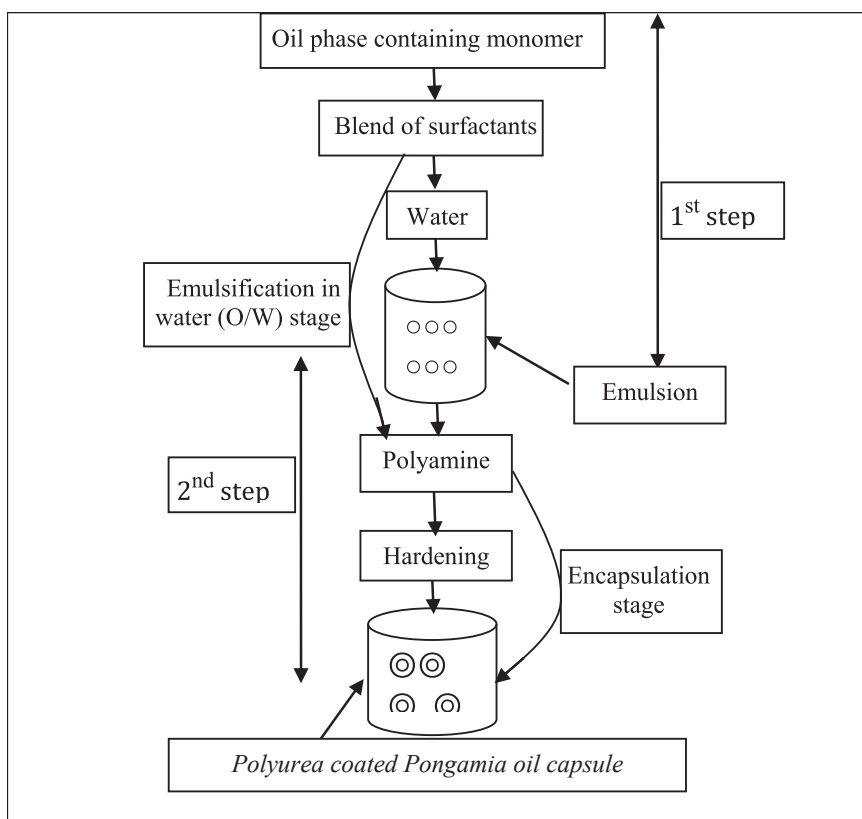 Oil phase containing monomer
Blend of surfactants
Water
1st step
Emulsification in
water (O/W) stage
Emulsion
Polyamine
2nd step
Hardening
Encapsulation
stage
Polyurea coated Pongamia oil capsule